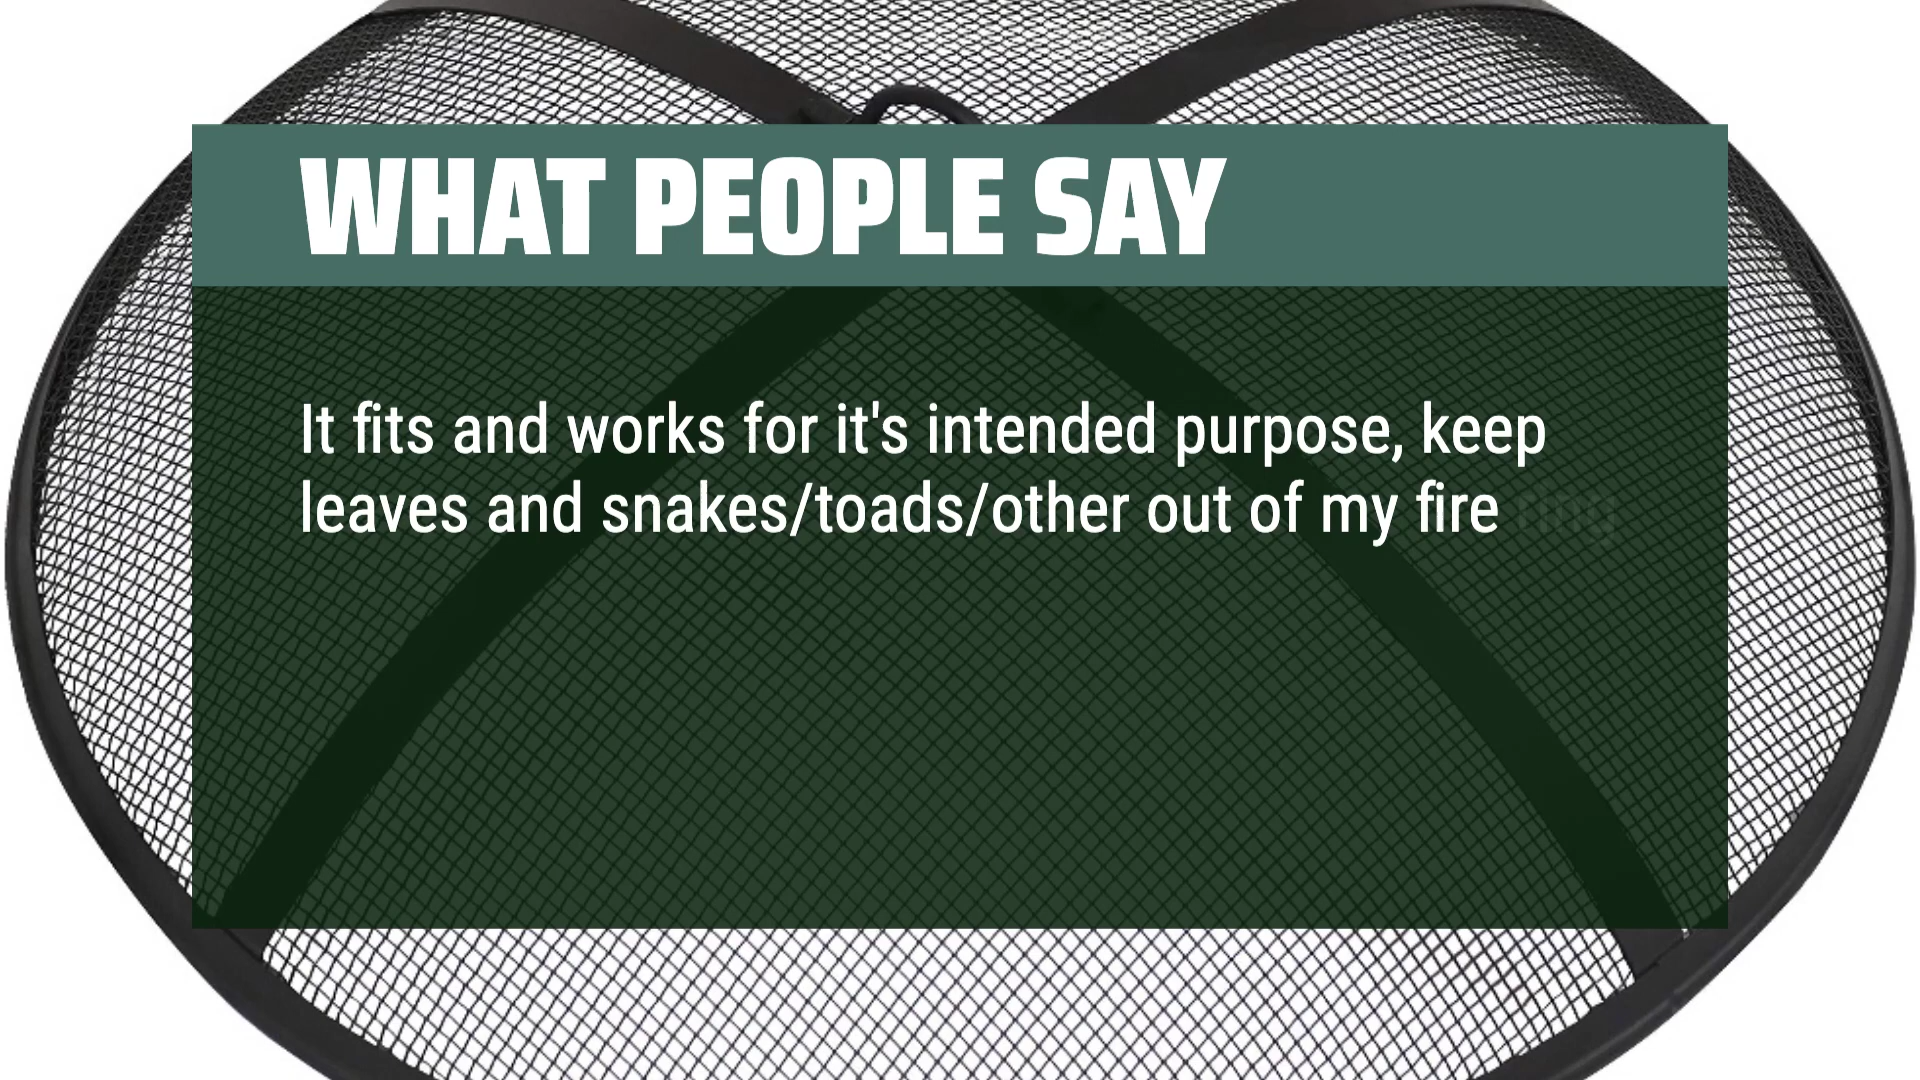 WHAT PEOPLE SAY
It fits and works for it's intended purpose, keep
leaves and snakes/toads/other out of my fire